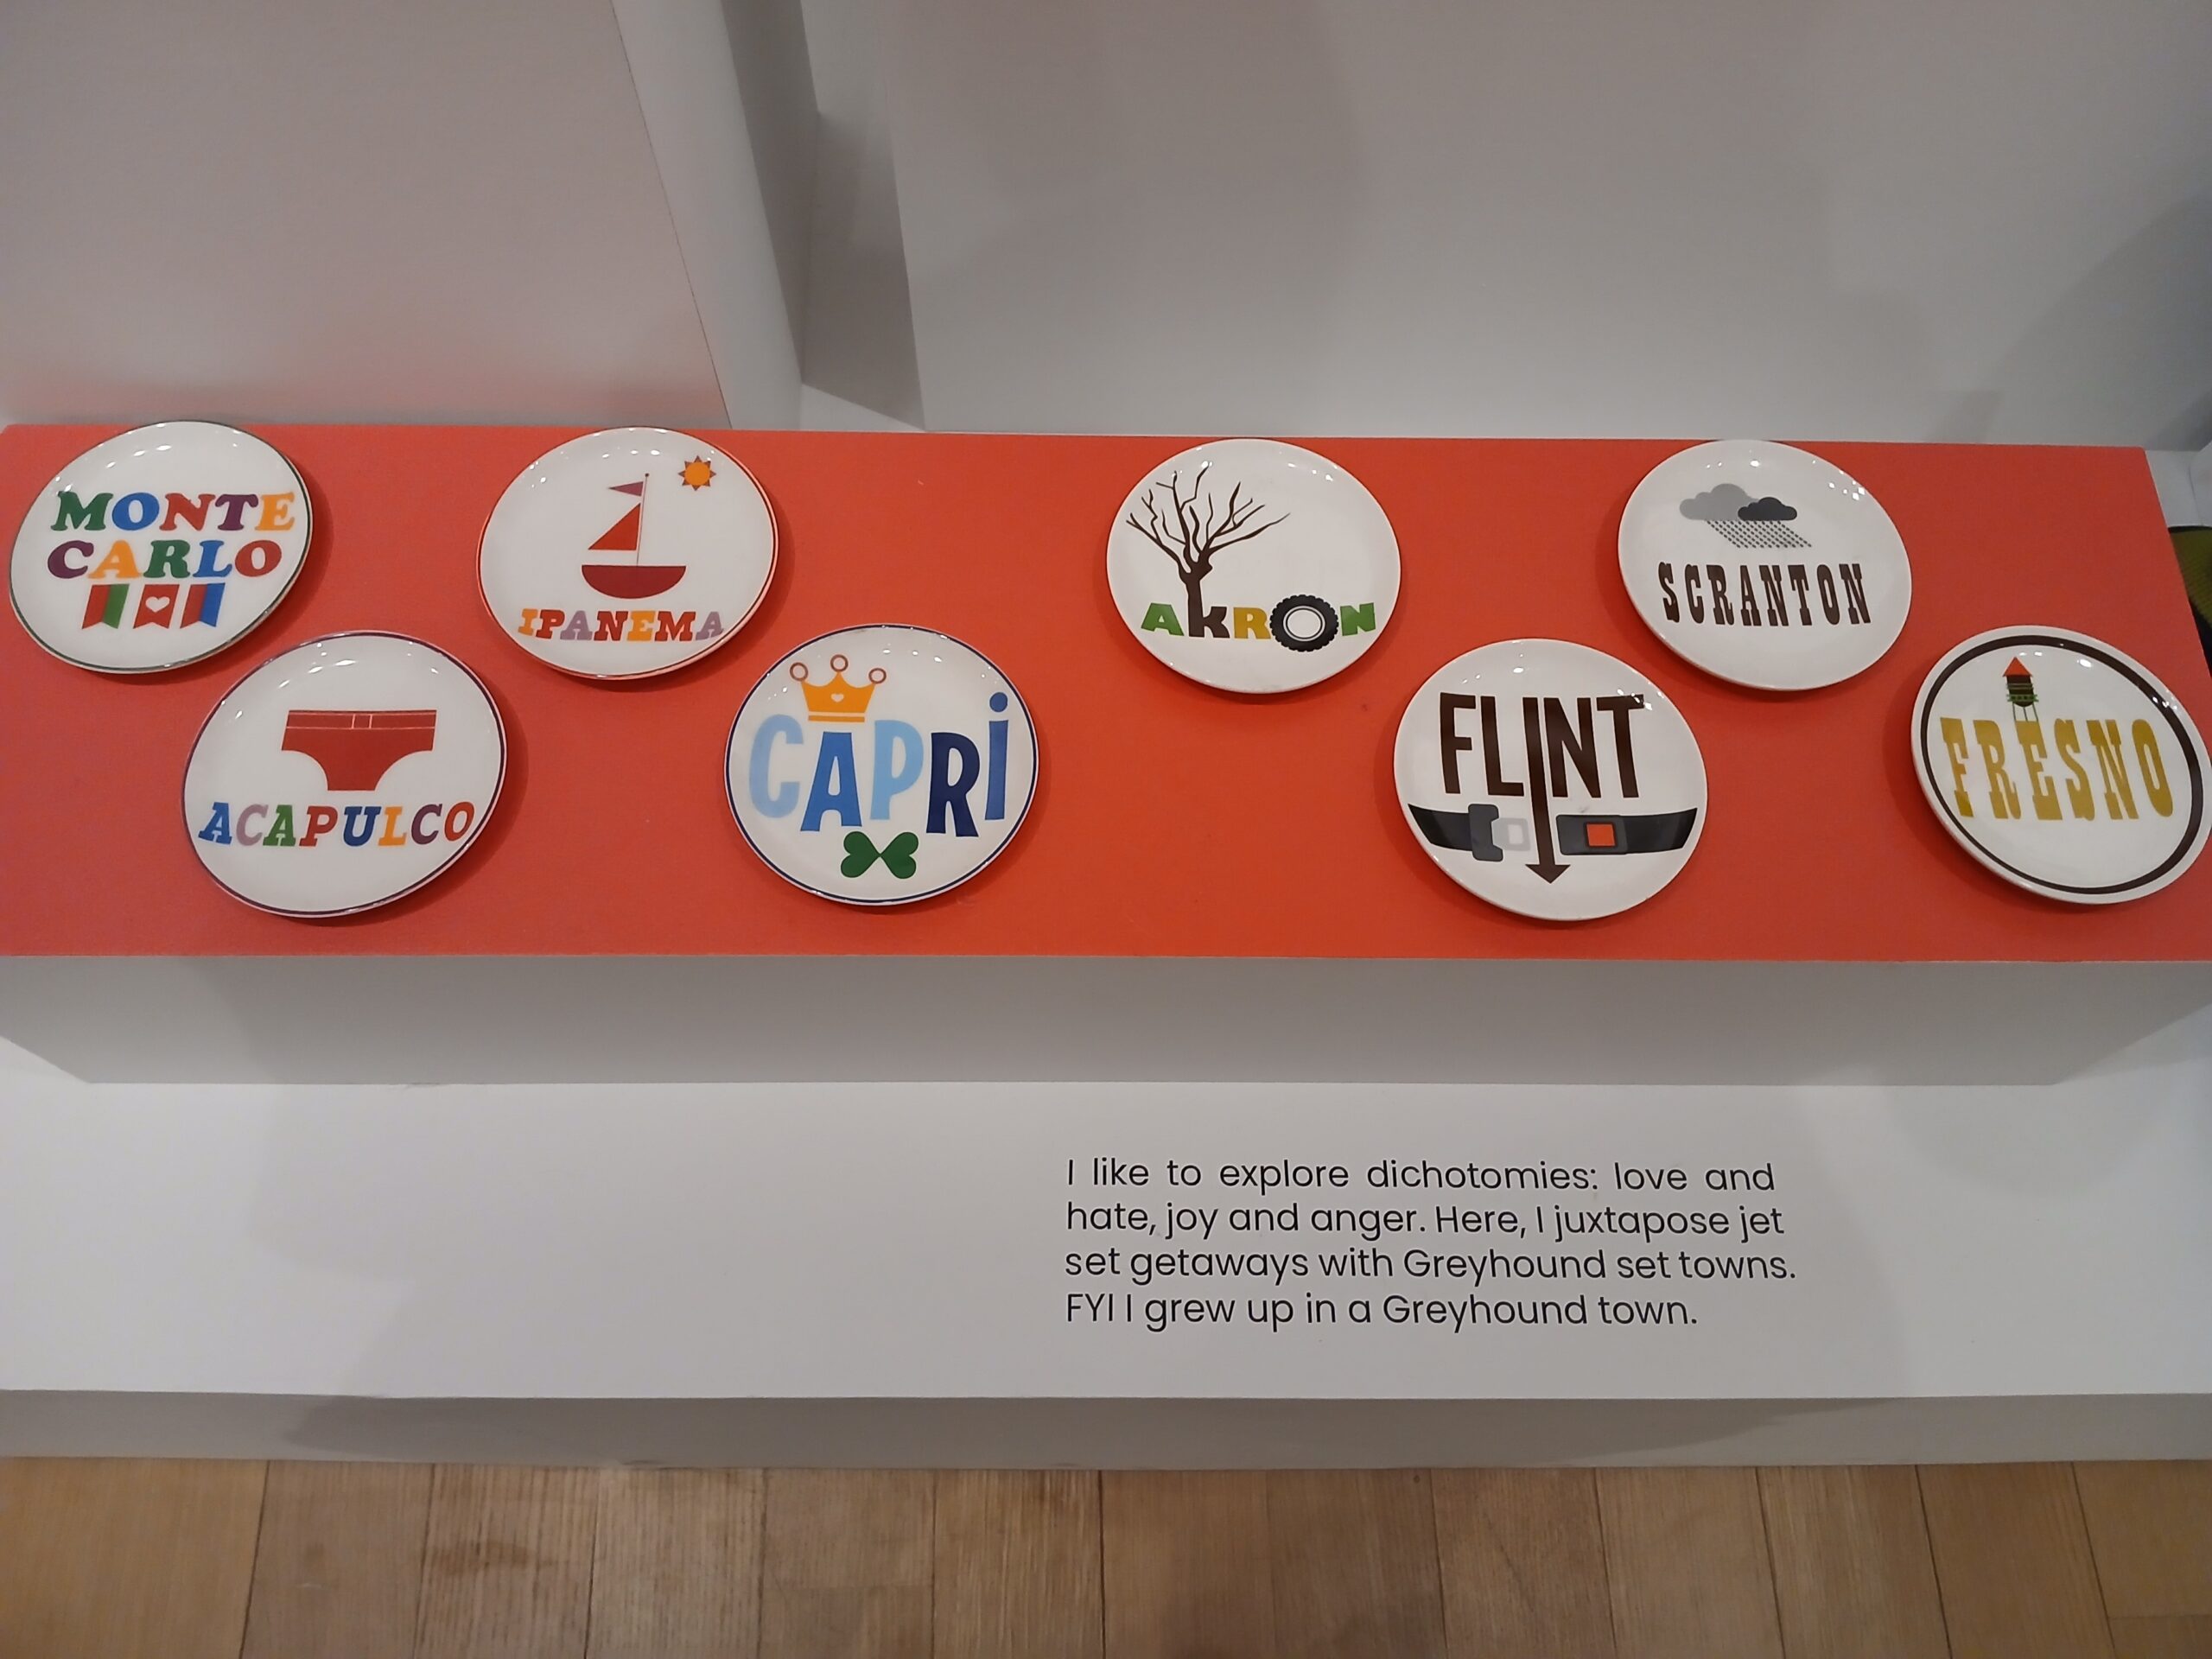 MONTE
CARLO
IPANEMA
ACAPULCO
CAPRi
AkRON
SCRANTON
FLINT
FRESNO
I like to explore dichotomies: love and
hate, joy and anger. Here, I juxtapose jet
set getaways with Greyhound set towns.
FYI I grew up in a Greyhound town.